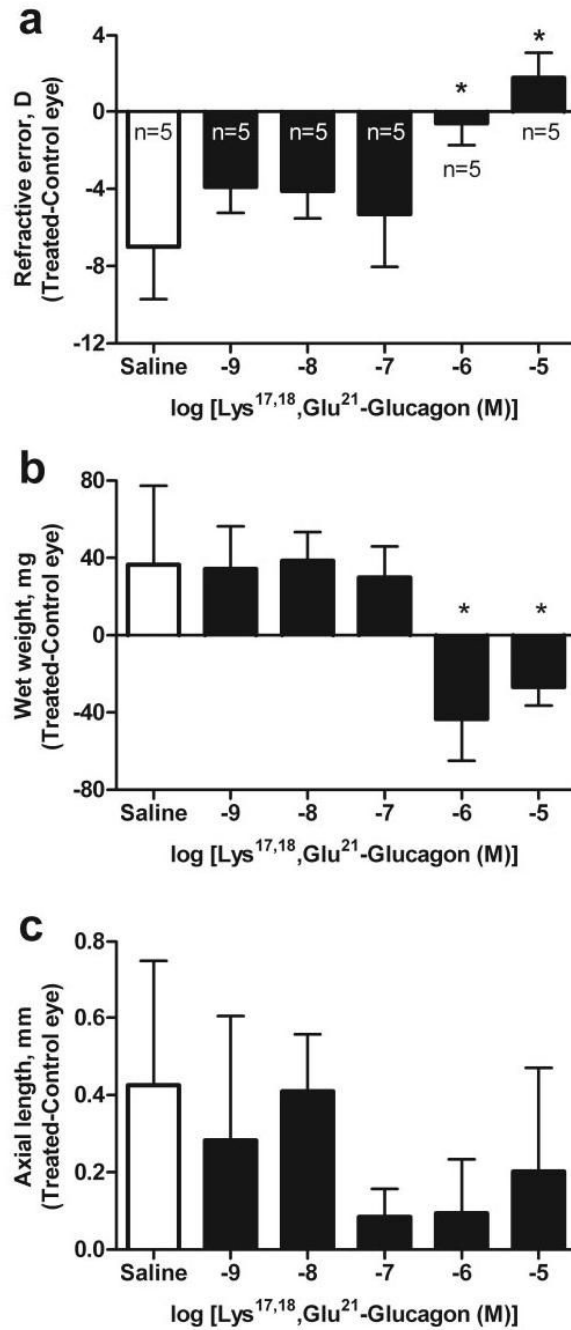 a
Refractive error, D
(Treated-Control eye)
4
0
-4
-8
-12
* *
n=5 n=5 n=5 n=5 n=5 n=5
Saline -9 -8 -7 -6 -5
log [Lys17,18,Glu21-Glucagon (M)]
b
Wet weight, mg
(Treated-Control eye)
80
40
0
-40
-80
* *
Saline -9 -8 -7 -6 -5
log [Lys17,18,Glu21-Glucagon (M)]
c
Axial length, mm
(Treated-Control eye)
0.8
0.6
0.4
0.2
0.0
Saline -9 -8 -7 -6 -5
log [Lys17,18,Glu21-Glucagon (M)]